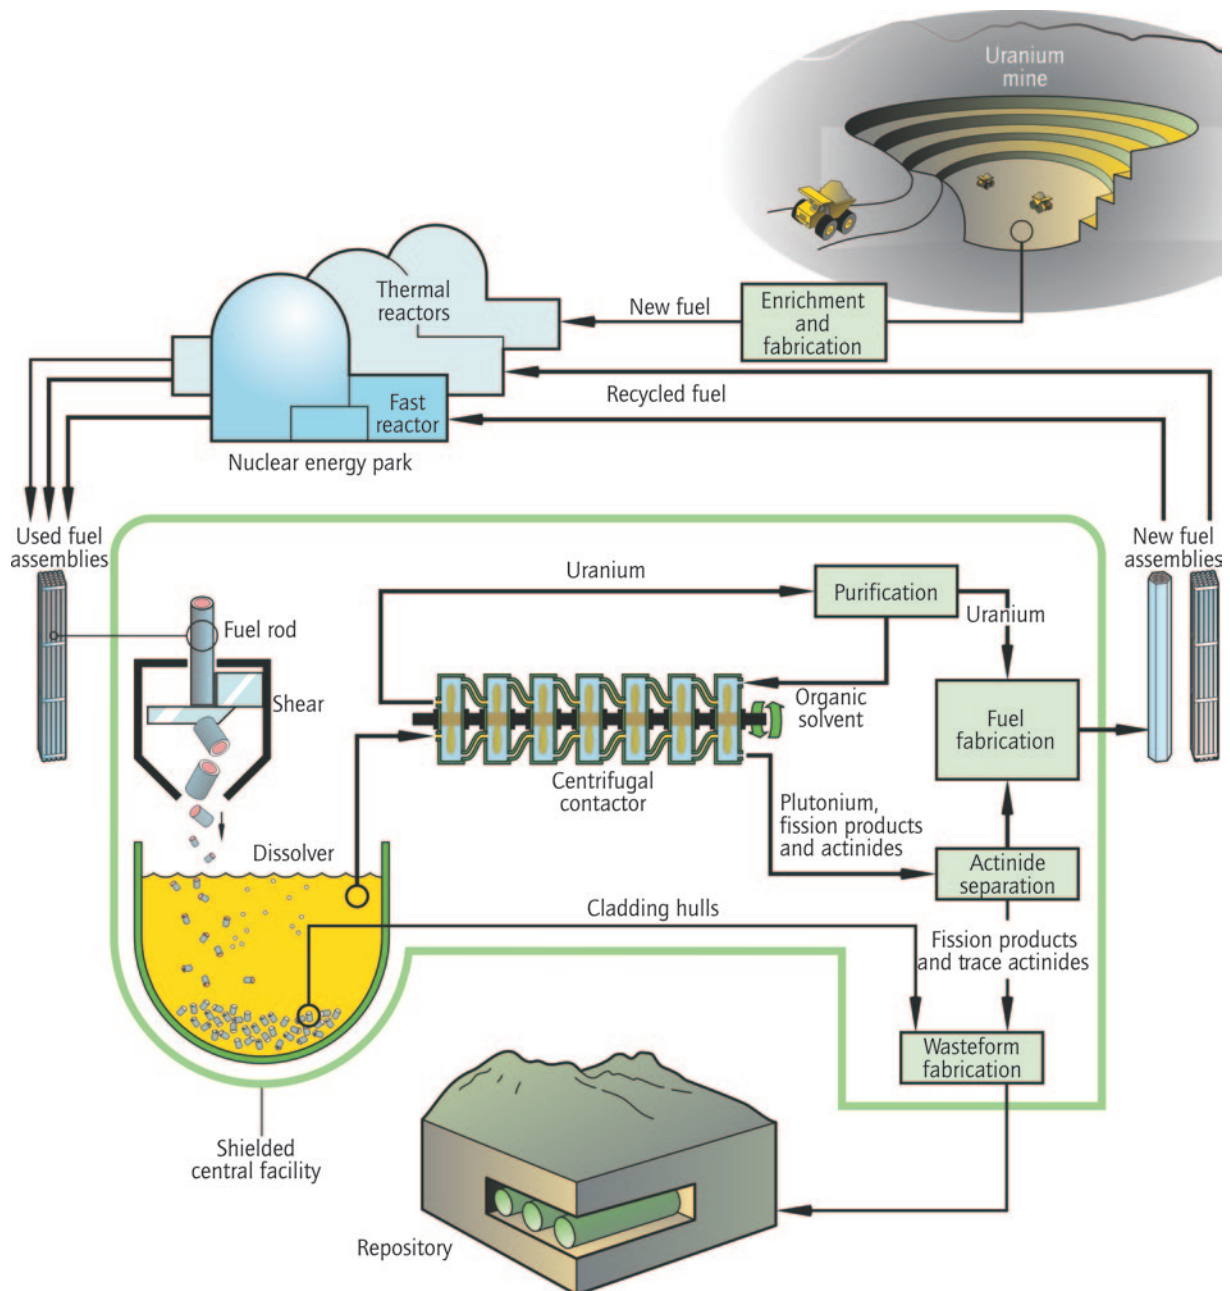 Uranium
mine
Thermal
reactors
New fuel
Enrichment
and
fabrication
Recycled fuel
Fast
reactor
Nuclear energy park
Used fuel
assemblies
New fuel
assemblies
Uranium
Purification
Uranium
Fuel rod
Shear
Organic
solvent
Fuel
fabrication
Centrifugal
contactor
Plutonium,
fission products
and actinides
Dissolver
Actinide
separation
Cladding hulls
Fission products
and trace actinides
Wasteform
fabrication
Shielded
central facility
Repository